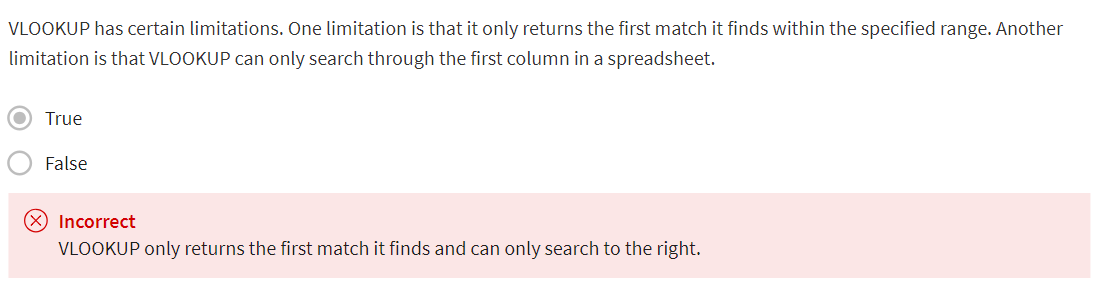 VLOOKUP has certain limitations. One limitation is that it only returns the first match it finds within the specified range. Another
limitation is that VLOOKUP can only search through the first column in a spreadsheet.
True
False
Incorrect
VLOOKUP only returns the first match it finds and can only search to the right.